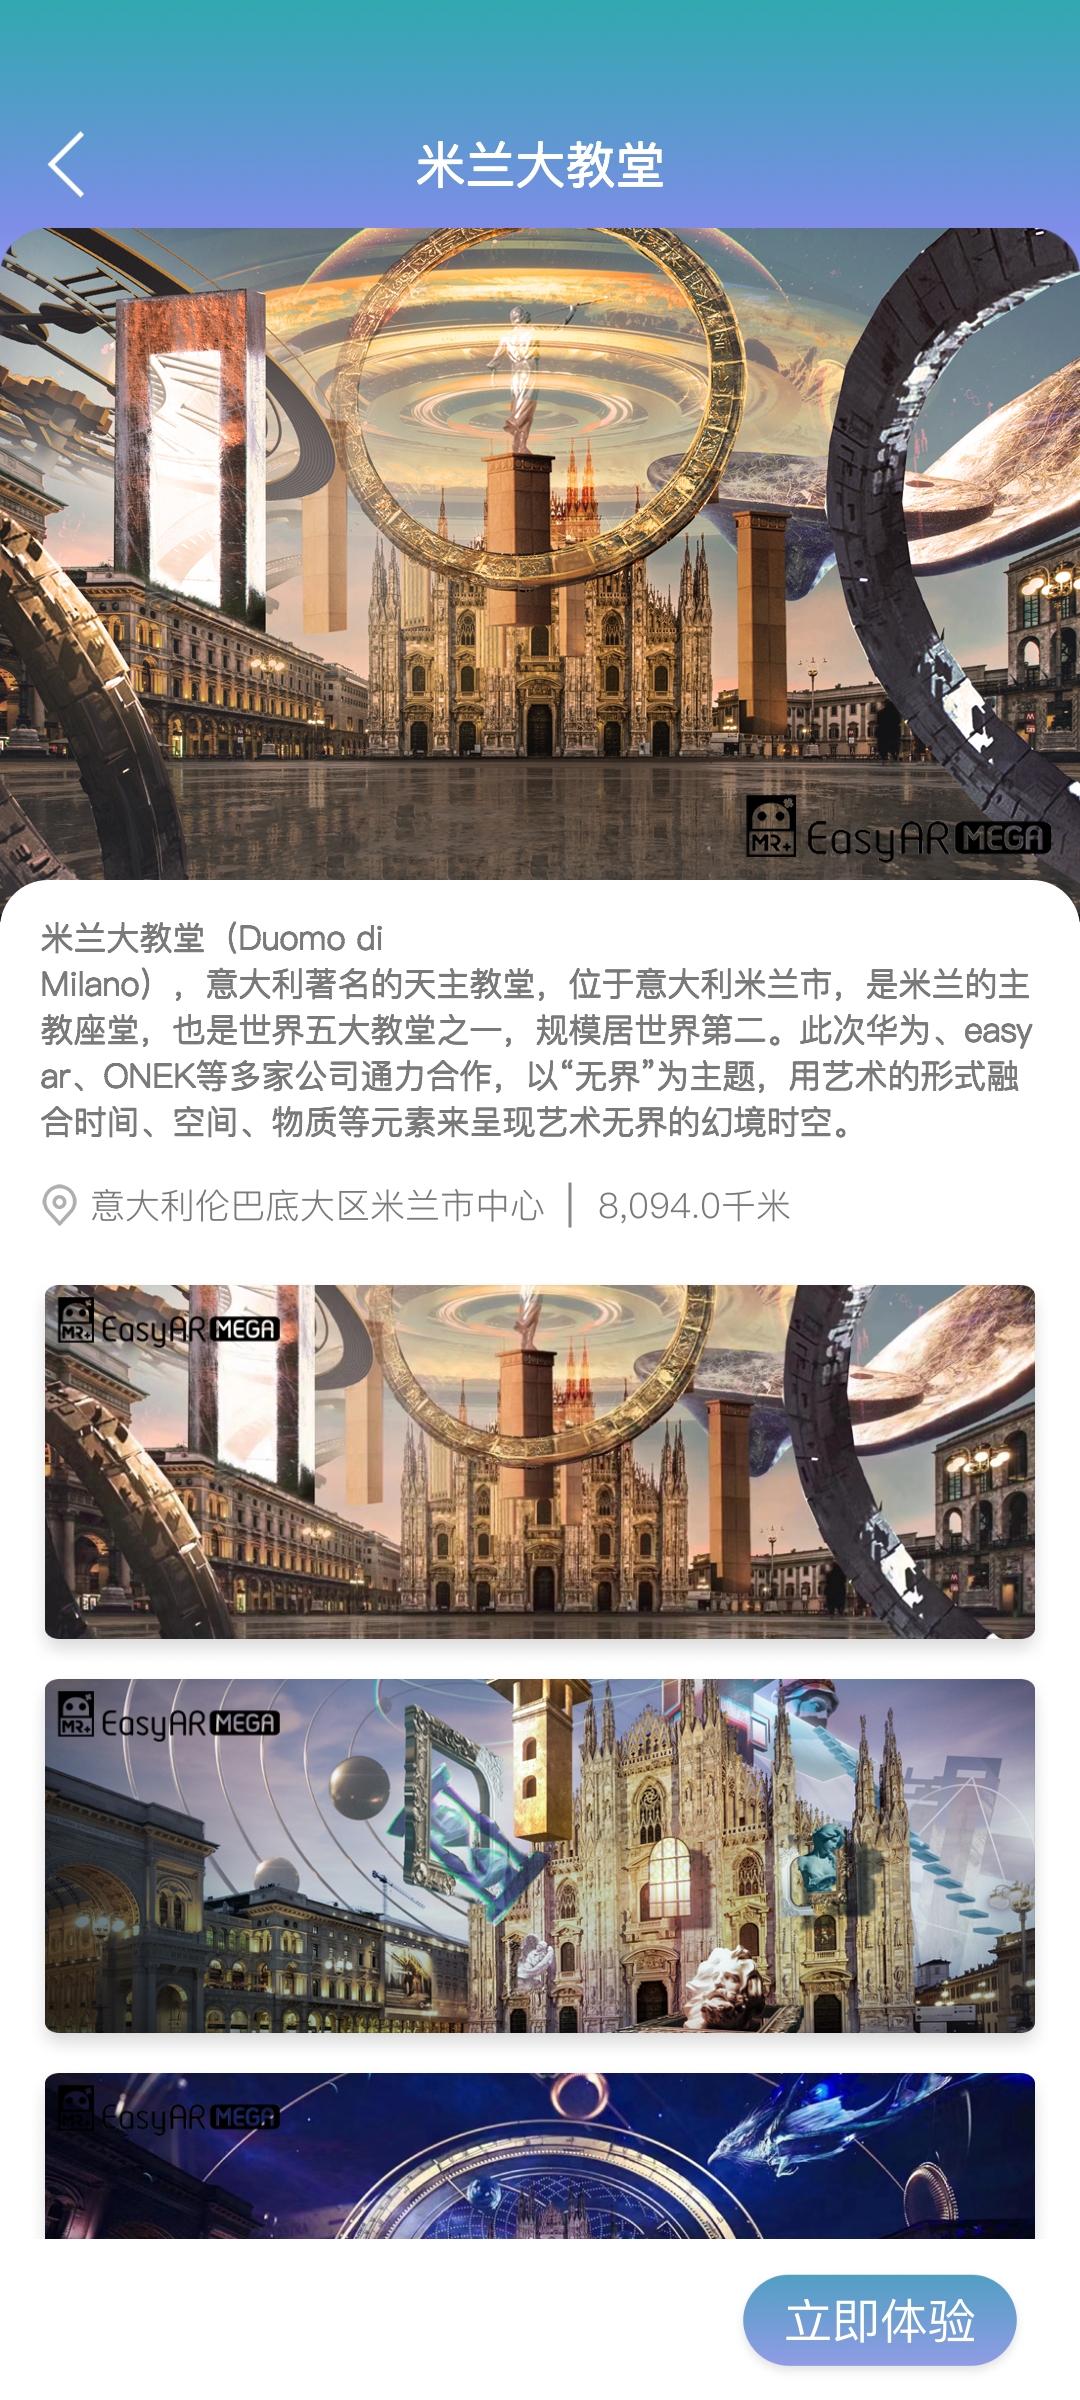 米兰大教堂
MR+ EasyAR MEGA
米兰大教堂（Duomo di
Milano），意大利著名的天主教堂，位于意大利米兰市，是米兰的主
教座堂，也是世界五大教堂之一，规模居世界第二。此次华为、easy
ar、ONEK等多家公司通力合作，以“无界”为主题，用艺术的形式融
合时间、空间、物质等元素来呈现艺术无界的幻境时空。
意大利伦巴底大区米兰市中心 | 8,094.0千米
MR+ EasyAR MEGA
MR+ EasyAR MEGA
MR+ EasyAR MEGA
立即体验